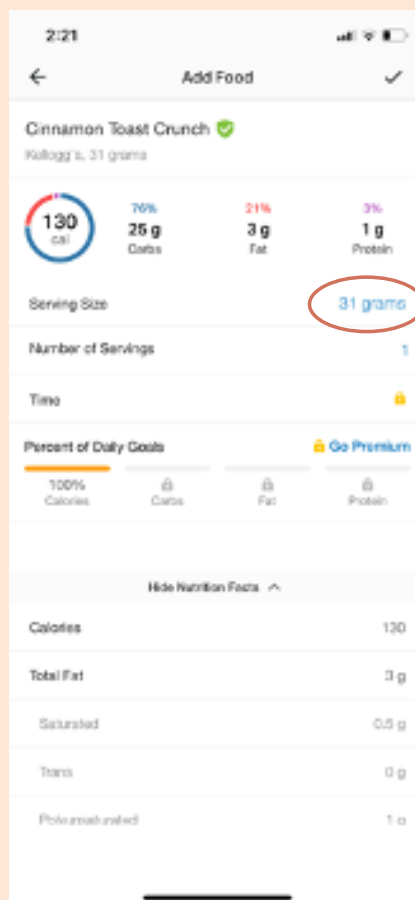 2:21
Add Food
Cinnamon Toast Crunch
Kellogg's, 31 grams
130
cal
76%
25 g
Carbs
21%
3 g
Fat
3%
1 g
Protein
Serving Size
31 grams
Number of Servings
1
Time
Percent of Daily Goals
Go Premium
100%
Calories
Carbs
Fat
Protein
Hide Nutrition Facts
Calories
130
Total Fat
3 g
Saturated
0.5 g
Trans
0 g
Polyunsaturated
1 g